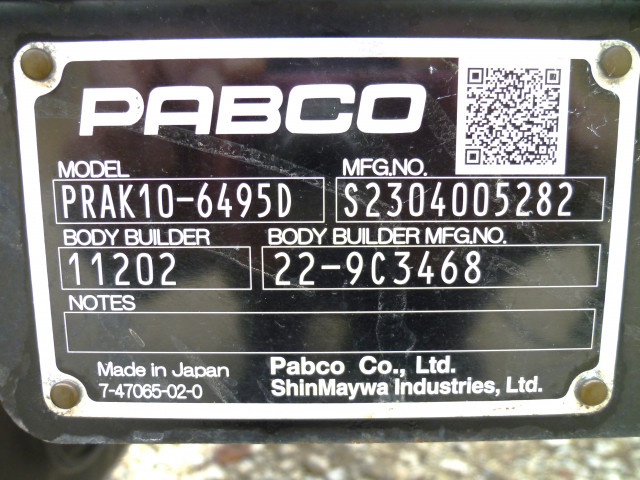 PABCO
MODEL MFG.NO.
PRAK10-6495D S2304005282
BODY BUILDER BODY BUILDER MFG.NO.
11202 22-9C3468
NOTES
Made in Japan Pabco Co., Ltd.
7-47065-02-0 ShinMaywa Industries, Ltd.